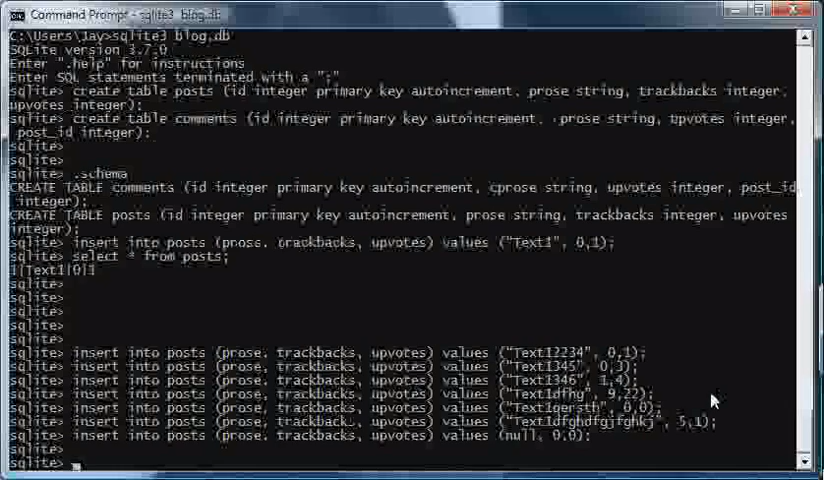 Command Prompt - sqlite3 blog.db
C:\Users\Jay>sqlite3 blog.db
SQLite version 3.7.0
Enter ".help" for instructions
Enter SQL statements terminated with a ";"
sqlite> create table posts (id integer primary key autoincrement, prose string, trackbacks integer,
upvotes integer);
sqlite> create table comments (id integer primary key autoincrement, prose string, upvotes integer,
post_id integer);
sqlite>
sqlite>
sqlite> .schema
CREATE TABLE comments (id integer primary key autoincrement, cprose string, upvotes integer, post_id
integer);
CREATE TABLE posts (id integer primary key autoincrement, prose string, trackbacks integer, upvotes
integer);
sqlite> insert into posts (prose, trackbacks, upvotes) values ("Text1", 0,1);
sqlite> select * from posts;
1|Text1|0|1
sqlite>
sqlite>
sqlite>
sqlite>
sqlite>
sqlite> insert into posts (prose, trackbacks, upvotes) values ("Text12234", 0,1);
sqlite> insert into posts (prose, trackbacks, upvotes) values ("Text1345", 0,3);
sqlite> insert into posts (prose, trackbacks, upvotes) values ("Text1346", 1,4);
sqlite> insert into posts (prose, trackbacks, upvotes) values ("Text1dfhg", 9,22);
sqlite> insert into posts (prose, trackbacks, upvotes) values ("Text1qersth", 0,0);
sqlite> insert into posts (prose, trackbacks, upvotes) values ("Text1dfghdfgjfghkj", 5,1);
sqlite> insert into posts (prose, trackbacks, upvotes) values (null, 0,0);
sqlite>
sqlite>